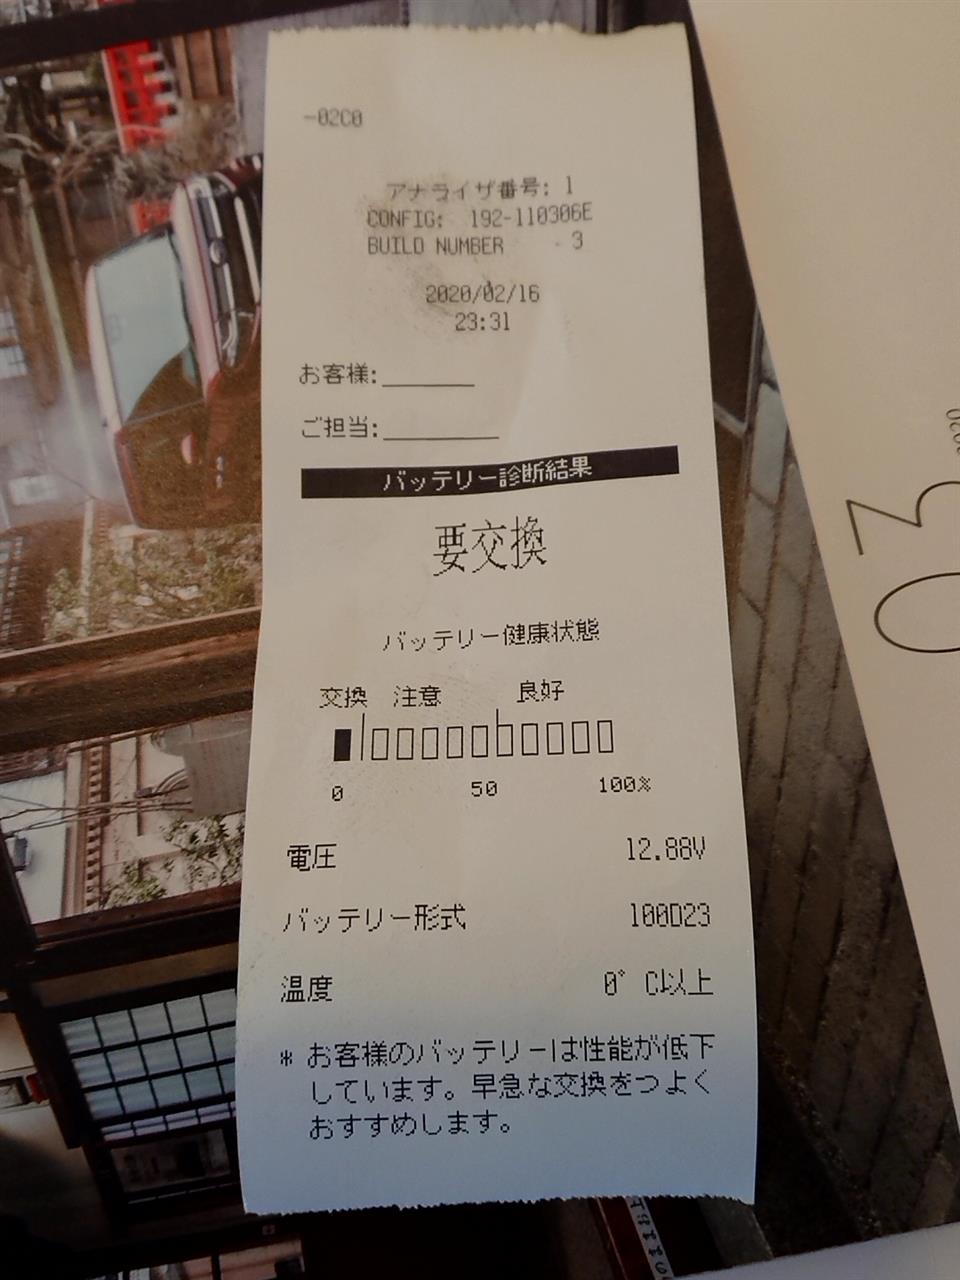 -02C0
アナライザ番号: 1
CONFIG: 192-110306E
BUILD NUMBER - 3
2020/02/16
23:31
お客様:
ご担当:
バッテリー診断結果
要交換
バッテリー健康状態
交換 注意 良好
0 50 100%
電圧 12.88V
バッテリー形式 100D23
温度 0° C以上
* お客様のバッテリーは性能が低下
しています。早急な交換をつよく
おすすめします。
03